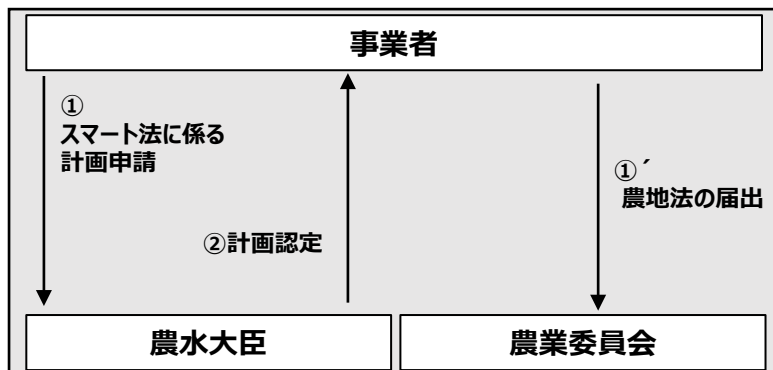 事業者
①
スマート法に係る
計画申請
①´
農地法の届出
②計画認定
農水大臣
農業委員会